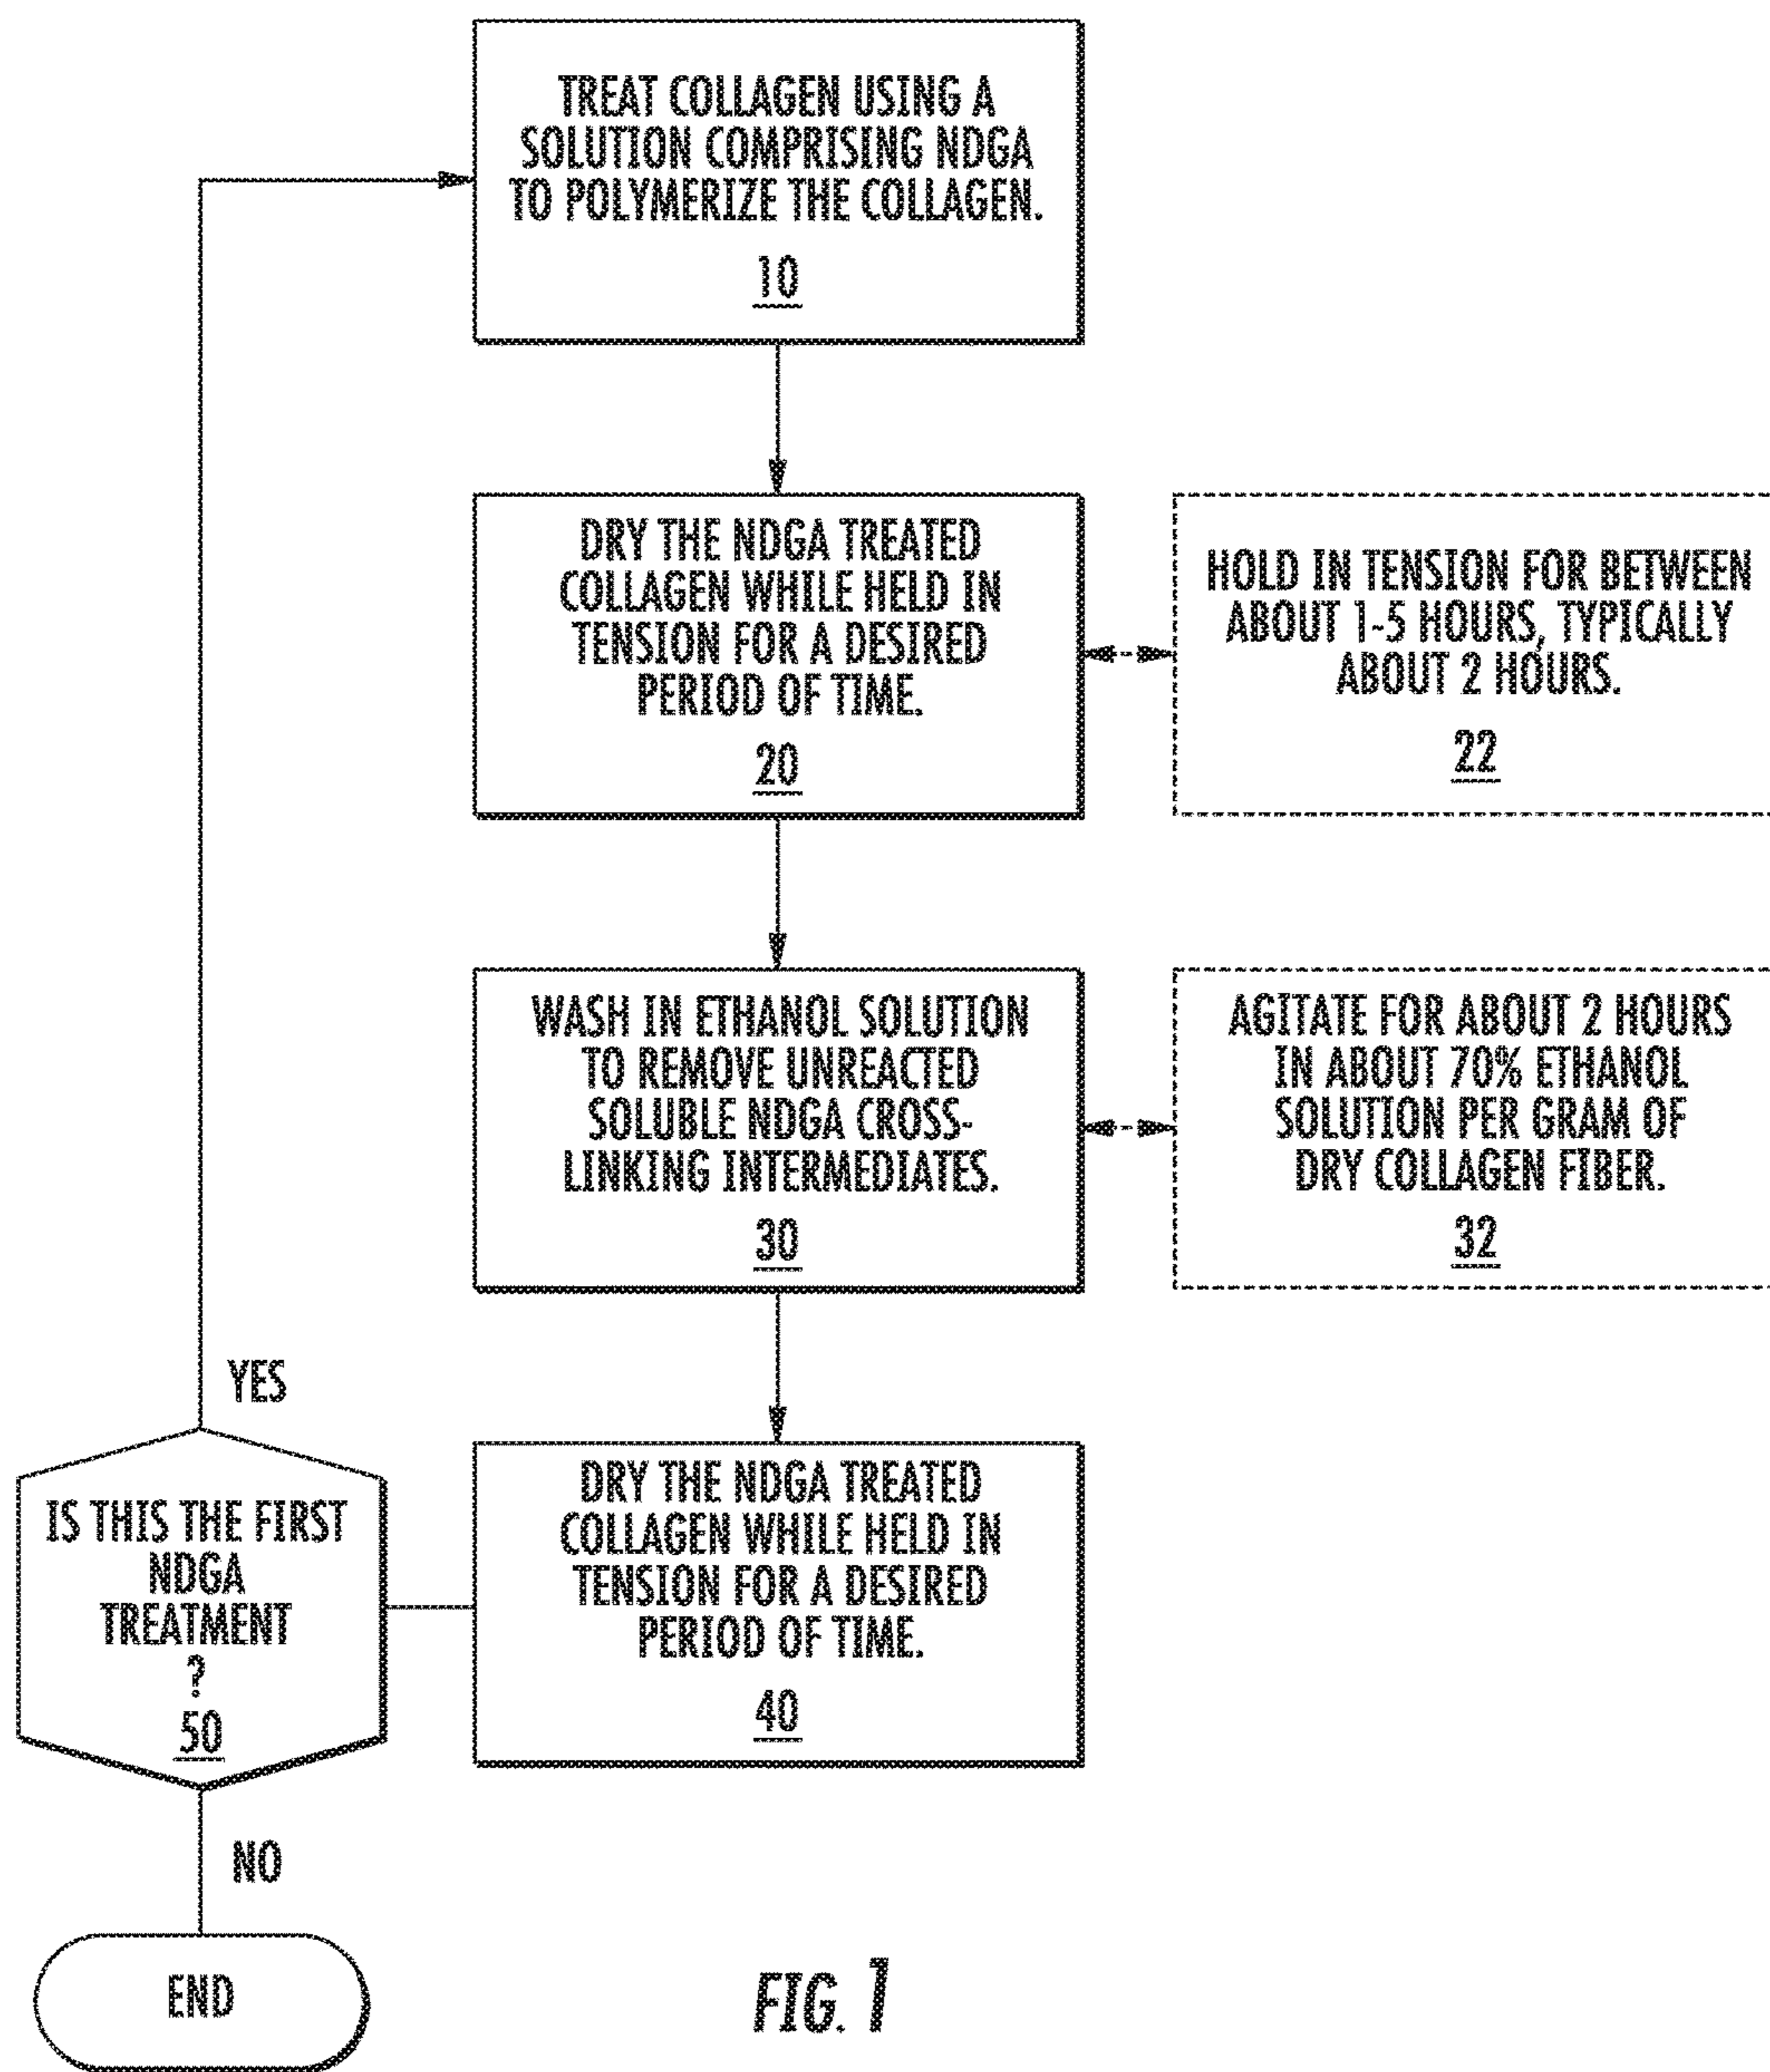 TREAT COLLAGEN USING A
SOLUTION COMPRISING NDGA
TO POLYMERIZE THE COLLAGEN.
10
DRY THE NDGA TREATED
COLLAGEN WHILE HELD IN
TENSION FOR A DESIRED
PERIOD OF TIME.
20
HOLD IN TENSION FOR BETWEEN
ABOUT 1-5 HOURS, TYPICALLY
ABOUT 2 HOURS.
22
WASH IN ETHANOL SOLUTION
TO REMOVE UNREACTED
SOLUBLE NDGA CROSS-
LINKING INTERMEDIATES.
30
AGITATE FOR ABOUT 2 HOURS
IN ABOUT 70% ETHANOL
SOLUTION PER GRAM OF
DRY COLLAGEN FIBER.
32
DRY THE NDGA TREATED
COLLAGEN WHILE HELD IN
TENSION FOR A DESIRED
PERIOD OF TIME.
40
YES
IS THIS THE FIRST
NDGA
TREATMENT
?
50
NO
END
FIG. 1